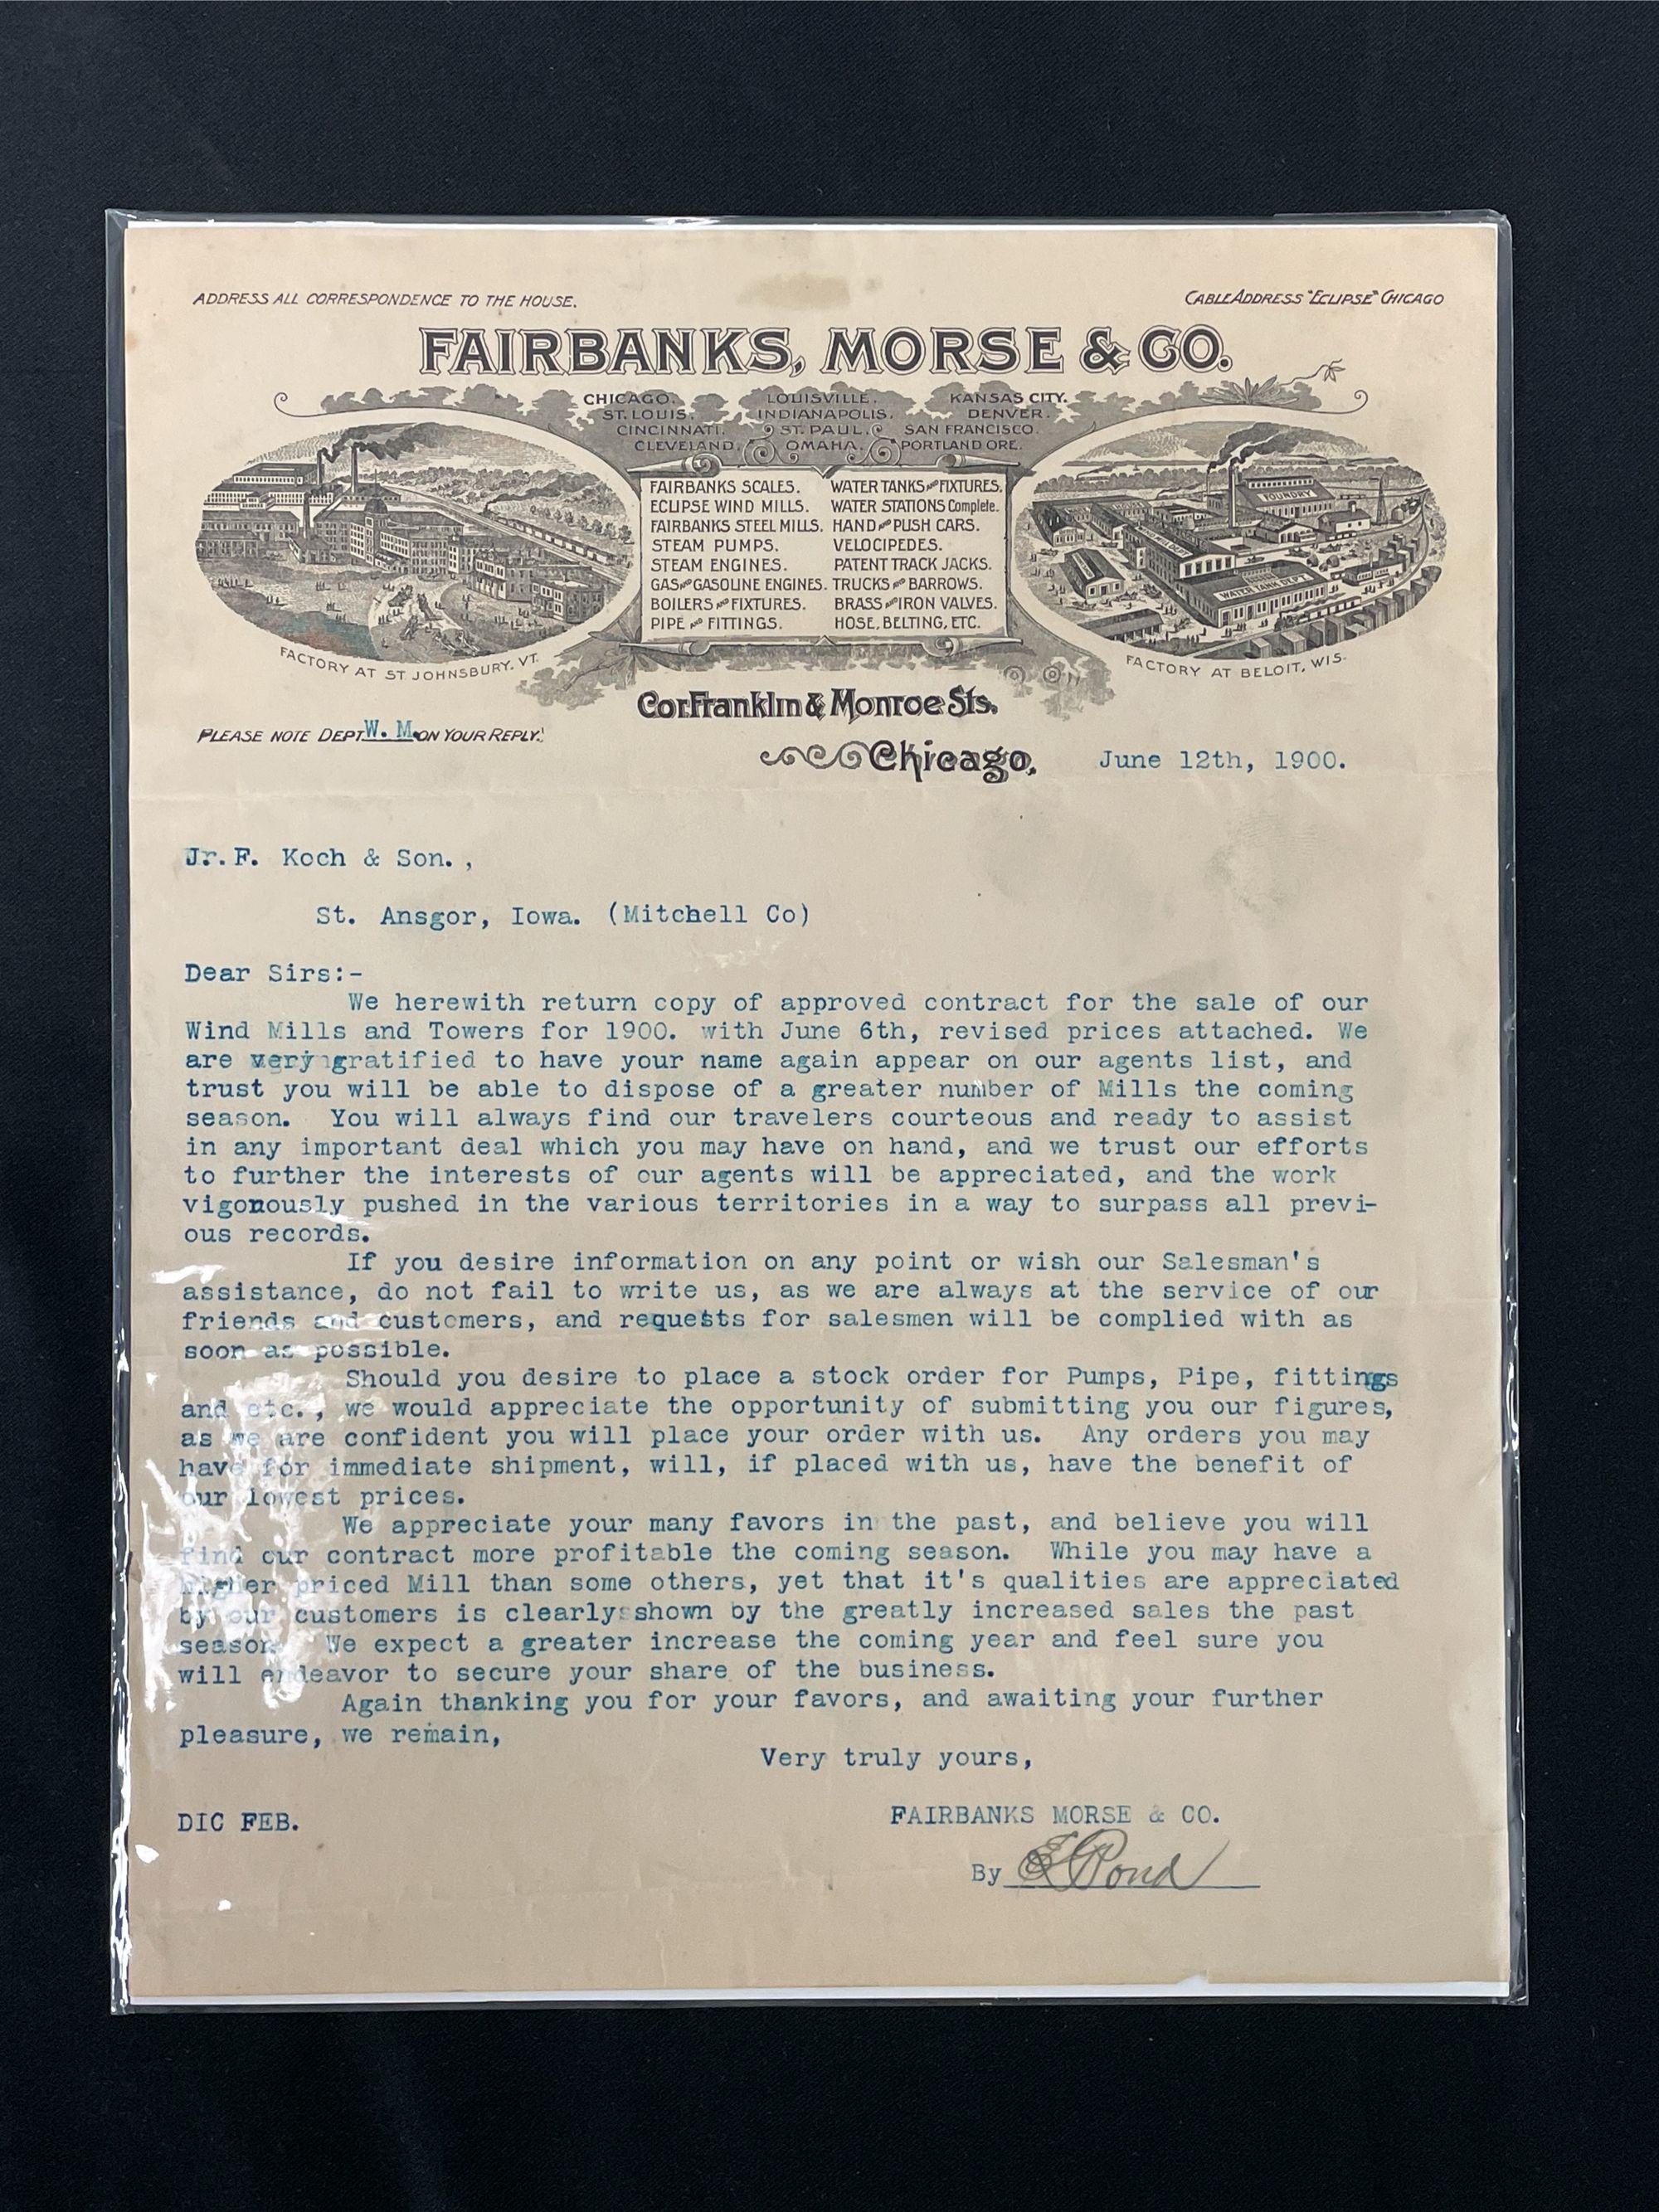 ADDRESS ALL CORRESPONDENCE TO THE HOUSE.
CABLE ADDRESS "ECLIPSE" CHICAGO
FAIRBANKS, MORSE & CO.
CHICAGO. LOUISVILLE. KANSAS CITY.
ST. LOUIS. INDIANAPOLIS. DENVER.
CINCINNATI. ST. PAUL. SAN FRANCISCO.
CLEVELAND. OMAHA. PORTLAND ORE.
FAIRBANKS SCALES. WATER TANKS AND FIXTURES.
ECLIPSE WIND MILLS. WATER STATIONS Complete.
FAIRBANKS STEEL MILLS. HAND AND PUSH CARS.
STEAM PUMPS. VELOCIPEDES.
STEAM ENGINES. PATENT TRACK JACKS.
GAS AND GASOLINE ENGINES. TRUCKS AND BARROWS.
BOILERS AND FIXTURES. BRASS AND IRON VALVES.
PIPE AND FITTINGS. HOSE, BELTING, ETC.
FOUNDRY
WIND MILL DEPT
WATER TANK DEPT
FACTORY AT ST JOHNSBURY. VT.
FACTORY AT BELOIT. WIS.
Cor. Franklin & Monroe Sts.
PLEASE NOTE DEPT. W. M. ON YOUR REPLY.
Chicago, June 12th, 1900.
Jr. F. Koch & Son.,
St. Ansgor, Iowa. (Mitchell Co)
Dear Sirs:-
We herewith return copy of approved contract for the sale of our
Wind Mills and Towers for 1900. with June 6th, revised prices attached. We
are very gratified to have your name again appear on our agents list, and
trust you will be able to dispose of a greater number of Mills the coming
season. You will always find our travelers courteous and ready to assist
in any important deal which you may have on hand, and we trust our efforts
to further the interests of our agents will be appreciated, and the work
vigorously pushed in the various territories in a way to surpass all previ-
ous records.
If you desire information on any point or wish our Salesman's
assistance, do not fail to write us, as we are always at the service of our
friends and customers, and requests for salesmen will be complied with as
soon as possible.
Should you desire to place a stock order for Pumps, Pipe, fittings
and etc., we would appreciate the opportunity of submitting you our figures,
as we are confident you will place your order with us. Any orders you may
have for immediate shipment, will, if placed with us, have the benefit of
our lowest prices.
We appreciate your many favors in the past, and believe you will
find our contract more profitable the coming season. While you may have a
higher priced Mill than some others, yet that it's qualities are appreciated
by our customers is clearly shown by the greatly increased sales the past
season. We expect a greater increase the coming year and feel sure you
will endeavor to secure your share of the business.
Again thanking you for your favors, and awaiting your further
pleasure, we remain,
Very truly yours,
DIC FEB. FAIRBANKS MORSE & CO.
By E Pond